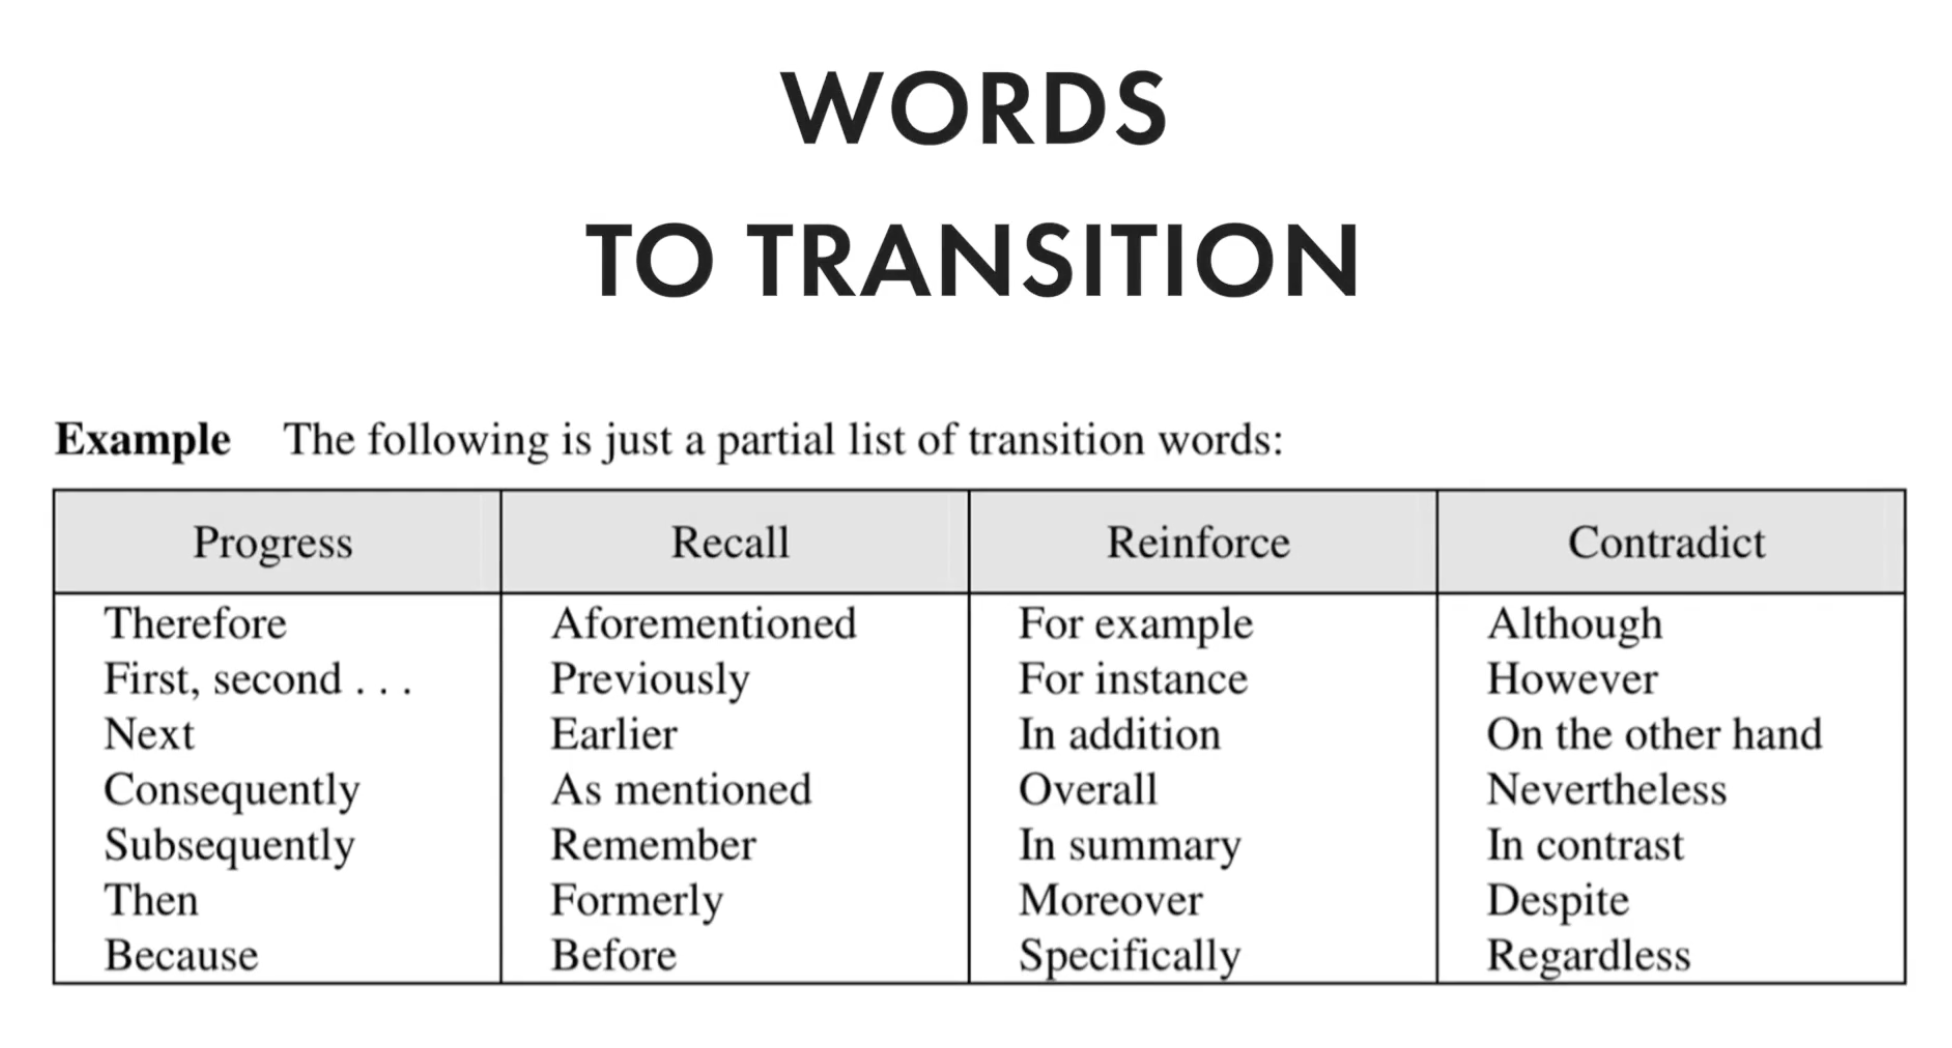 WORDS
TO TRANSITION
Example The following is just a partial list of transition words:
Progress Recall Reinforce Contradict
Therefore Aforementioned For example Although
First, second . . . Previously For instance However
Next Earlier In addition On the other hand
Consequently As mentioned Overall Nevertheless
Subsequently Remember In summary In contrast
Then Formerly Moreover Despite
Because Before Specifically Regardless